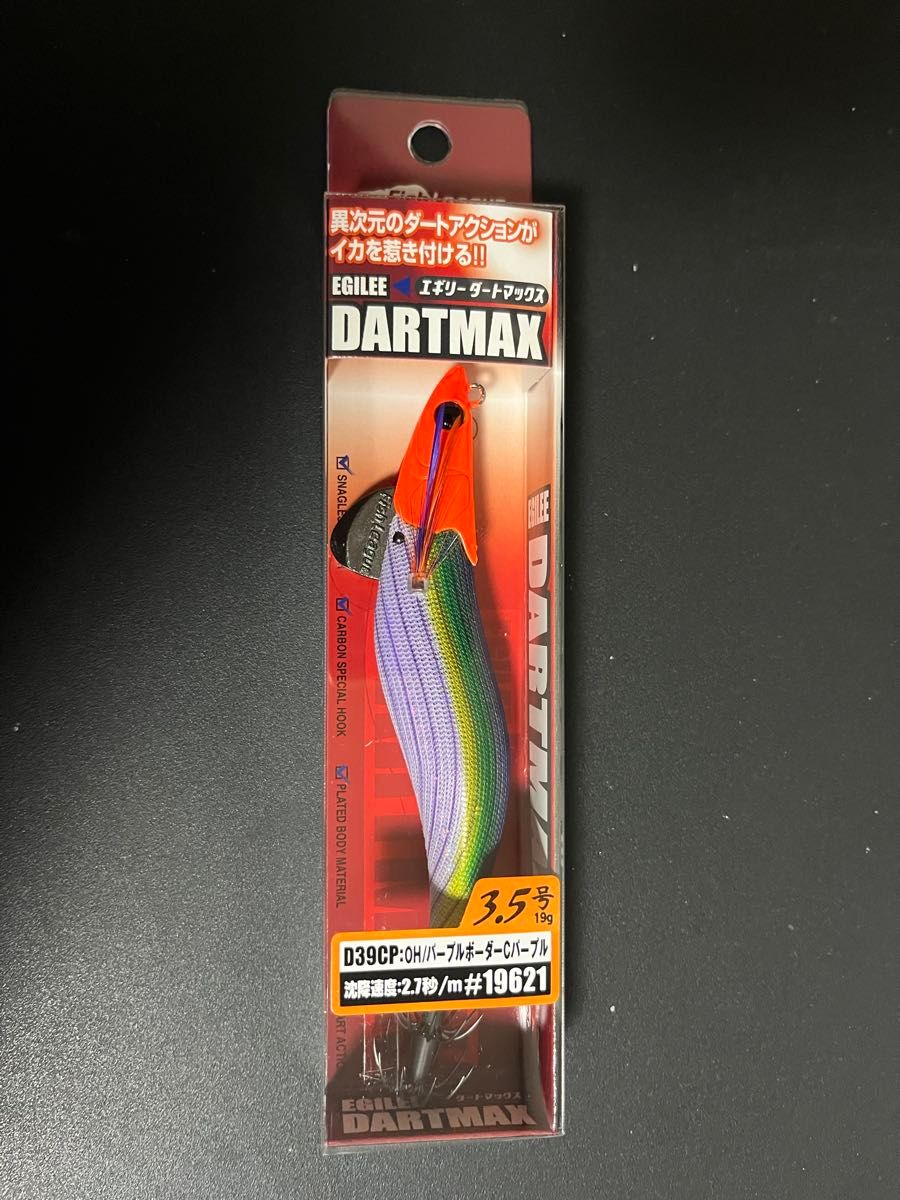 異次元のダートアクションが
イカを惹き付ける!!
EGILEE
エギリー ダートマックス
DARTMAX
Fish League
CARBON SPECIAL HOOK
PLATED BODY MATERIAL
EGILEE
3.5号
19g
D39CP:OH/パープルボーダーCパープル
沈降速度:2.7秒/m #19621
ダートマックス
EGILEE
DARTMAX